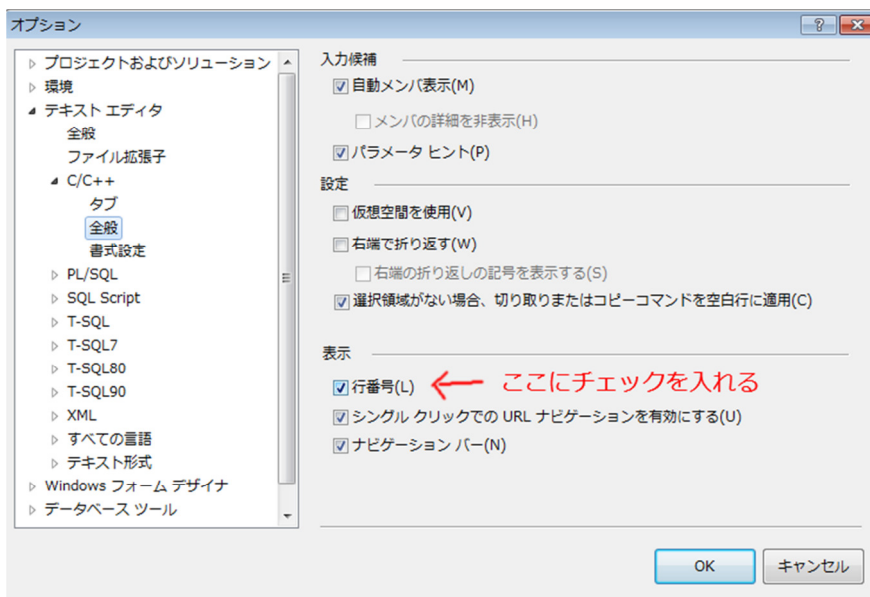 オプション
プロジェクトおよびソリューション
環境
テキスト エディタ
全般
ファイル拡張子
C/C++
タブ
全般
書式設定
PL/SQL
SQL Script
T-SQL
T-SQL7
T-SQL80
T-SQL90
XML
すべての言語
テキスト形式
Windows フォーム デザイナ
データベース ツール
入力候補
自動メンバ表示(M)
メンバの詳細を非表示(H)
パラメータ ヒント(P)
設定
仮想空間を使用(V)
右端で折り返す(W)
右端の折り返しの記号を表示する(S)
選択領域がない場合、切り取りまたはコピーコマンドを空白行に適用(C)
表示
行番号(L) ここにチェックを入れる
シングル クリックでの URL ナビゲーションを有効にする(U)
ナビゲーション バー(N)
OK キャンセル